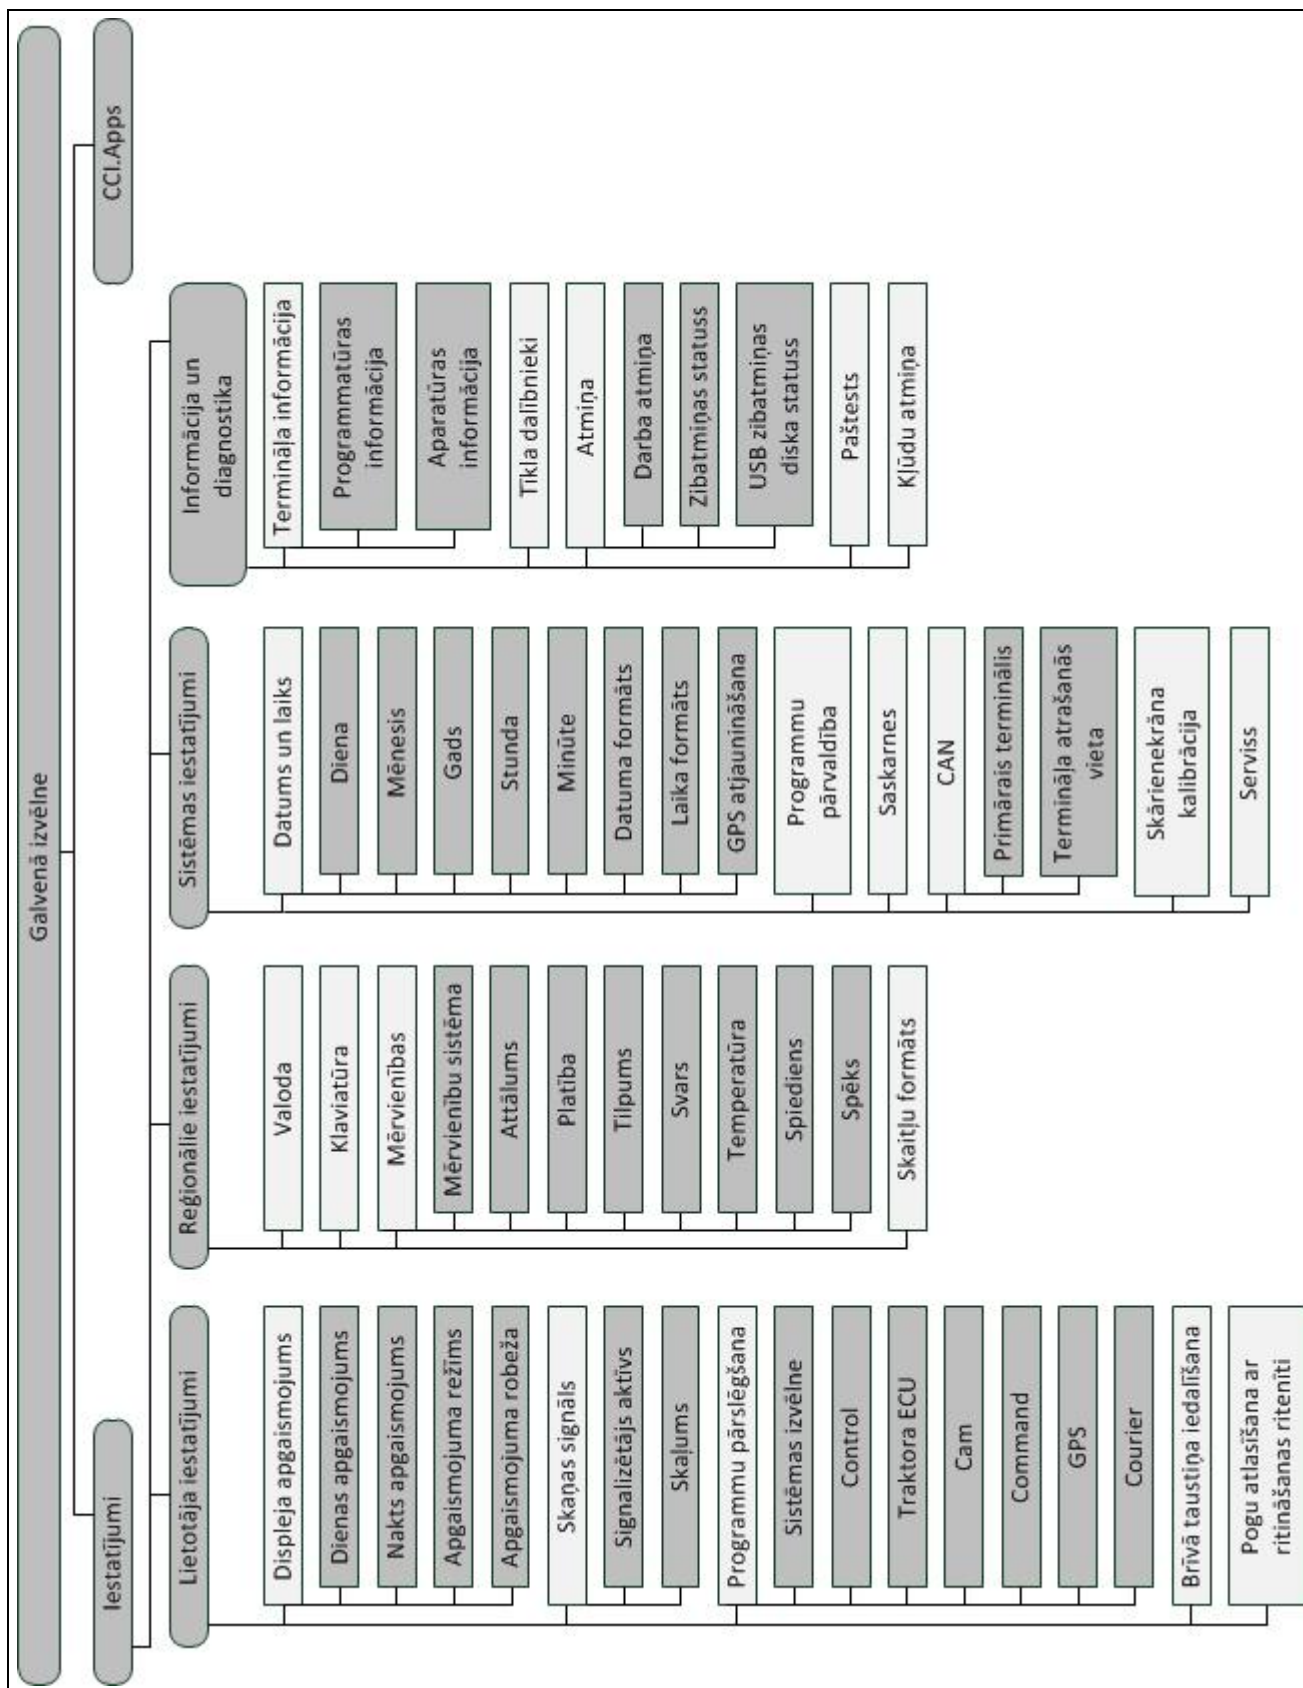 Galvenā izvēlne
Iestatījumi
CCI.Apps
Lietotāja iestatījumi
Displeja apgaismojums
Dienas apgaismojums
Nakts apgaismojums
Apgaismojuma režīms
Apgaismojuma robeža
Skaņas signāls
Signalizētājs aktīvs
Skaļums
Programmu pārslēgšana
Sistēmas izvēlne
Control
Traktora ECU
Cam
Command
GPS
Courier
Brīvā taustiņa iedalīšana
Pogu atlasīšana ar
ritināšanas ritenīti
Reģionālie iestatījumi
Valoda
Klaviatūra
Mērvienības
Mērvienību sistēma
Attālums
Platība
Tilpums
Svars
Temperatūra
Spiediens
Spēks
Skaitļu formāts
Sistēmas iestatījumi
Datums un laiks
Diena
Mēnesis
Gads
Stunda
Minūte
Datuma formāts
Laika formāts
GPS atjaunināšana
Programmu
pārvaldība
Saskarnes
CAN
Primārais terminālis
Termināļa atrašanās
vieta
Skārienekrāna
kalibrācija
Serviss
Informācija un
diagnostika
Termināļa informācija
Programmatūras
informācija
Aparatūras
informācija
Tīkla dalībnieki
Atmiņa
Darba atmiņa
Zibatmiņas statuss
USB zibatmiņas
diska statuss
Paštests
Kļūdu atmiņa